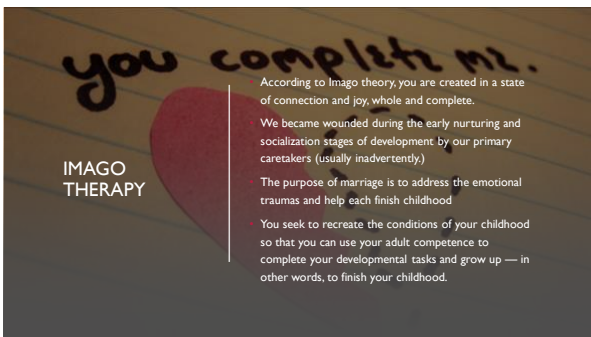 you complete me.
IMAGO
THERAPY
According to Imago theory, you are created in a state
of connection and joy, whole and complete.
We became wounded during the early nurturing and
socialization stages of development by our primary
caretakers (usually inadvertently.)
The purpose of marriage is to address the emotional
traumas and help each finish childhood
You seek to recreate the conditions of your childhood
so that you can use your adult competence to
complete your developmental tasks and grow up — in
other words, to finish your childhood.